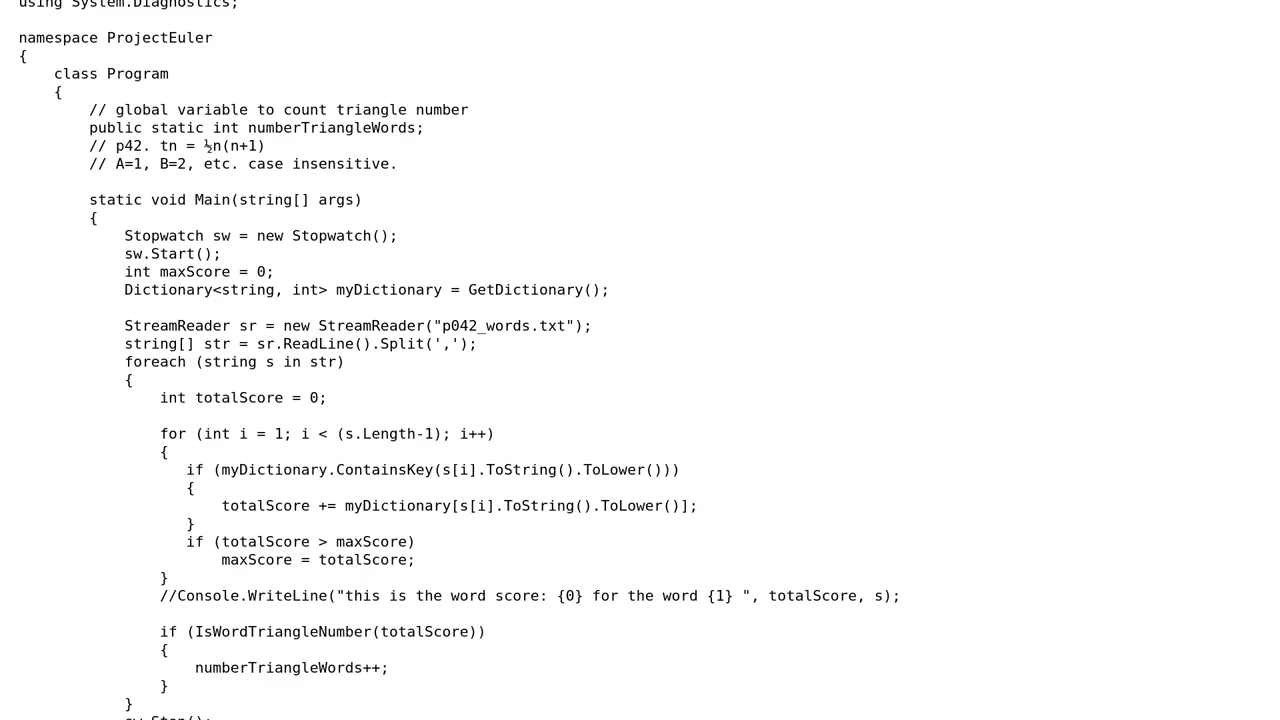 using System.Diagnostics;
namespace ProjectEuler
{
class Program
{
// global variable to count triangle number
public static int numberTriangleWords;
// p42. tn = ½n(n+1)
// A=1, B=2, etc. case insensitive.
static void Main(string[] args)
{
Stopwatch sw = new Stopwatch();
sw.Start();
int maxScore = 0;
Dictionary<string, int> myDictionary = GetDictionary();
StreamReader sr = new StreamReader("p042_words.txt");
string[] str = sr.ReadLine().Split(',');
foreach (string s in str)
{
int totalScore = 0;
for (int i = 1; i < (s.Length-1); i++)
{
if (myDictionary.ContainsKey(s[i].ToString().ToLower()))
{
totalScore += myDictionary[s[i].ToString().ToLower()];
}
if (totalScore > maxScore)
maxScore = totalScore;
}
//Console.WriteLine("this is the word score: {0} for the word {1} ", totalScore, s);
if (IsWordTriangleNumber(totalScore))
{
numberTriangleWords++;
}
}
sw.Stop();